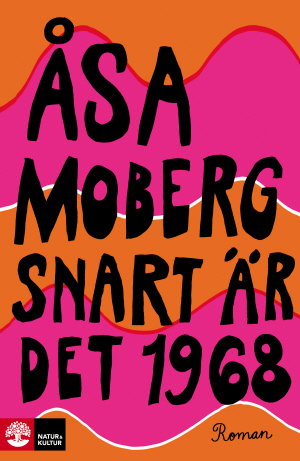 ÅSA
MOBERG
SNART ÄR
DET 1968
Roman
NATUR &
KULTUR